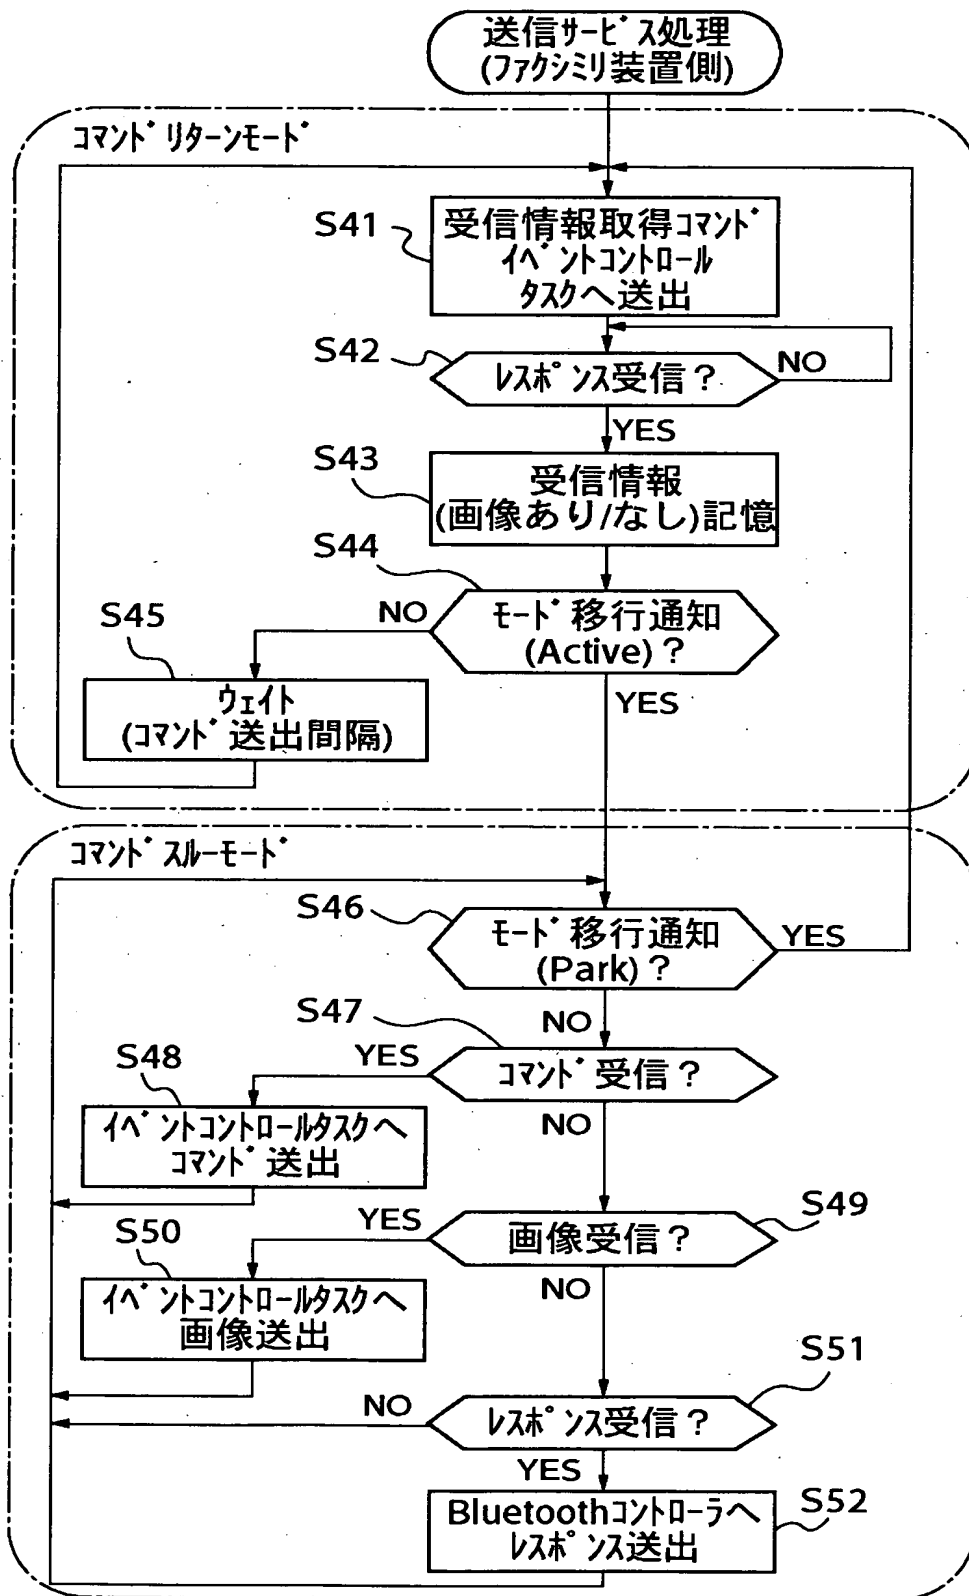 送信サービス処理
(ファクシミリ装置側)
コマンドリターンモード
S41
受信情報取得コマンド
イベントコントロール
タスクへ送出
S42
レスポンス受信?
NO
YES
S43
受信情報
(画像あり/なし)記憶
S44
モード移行通知
(Active)?
NO
YES
S45
ウェイト
(コマンド送出間隔)
コマンドスルーモード
S46
モード移行通知
(Park)?
YES
NO
S47
コマンド受信?
YES
NO
S48
イベントコントロールタスクへ
コマンド送出
S49
画像受信?
YES
NO
S50
イベントコントロールタスクへ
画像送出
S51
レスポンス受信?
NO
YES
S52
Bluetoothコントローラへ
レスポンス送出